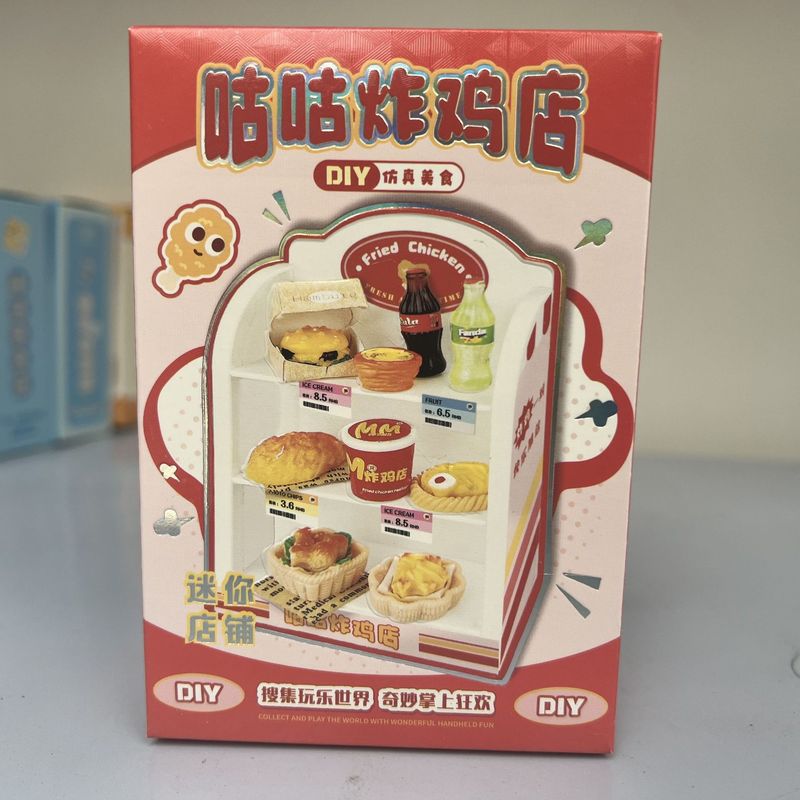 咕咕炸鸡店
DIY 仿真美食
Fried Chicken
ICE CREAM
8.5
FRUIT
6.5
MM
炸鸡店
3.6
ICE CREAM
8.5
咕咕炸鸡店
迷你
店铺
DIY
搜集玩乐世界 奇妙掌上狂欢
DIY
COLLECT AND PLAY THE WORLD WITH WONDERFUL HANDHELD FUN